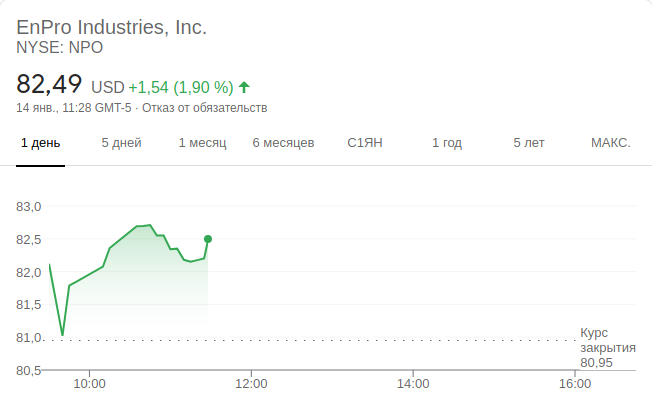 EnPro Industries, Inc.
NYSE: NPO
82,49 USD +1,54 (1,90 %)
14 янв., 11:28 GMT-5 · Отказ от обязательств
1 день 5 дней 1 месяц 6 месяцев С1ЯН 1 год 5 лет МАКС.
83,0
82,5
82,0
81,5
81,0
80,5
Курс
закрытия
80,95
10:00 12:00 14:00 16:00